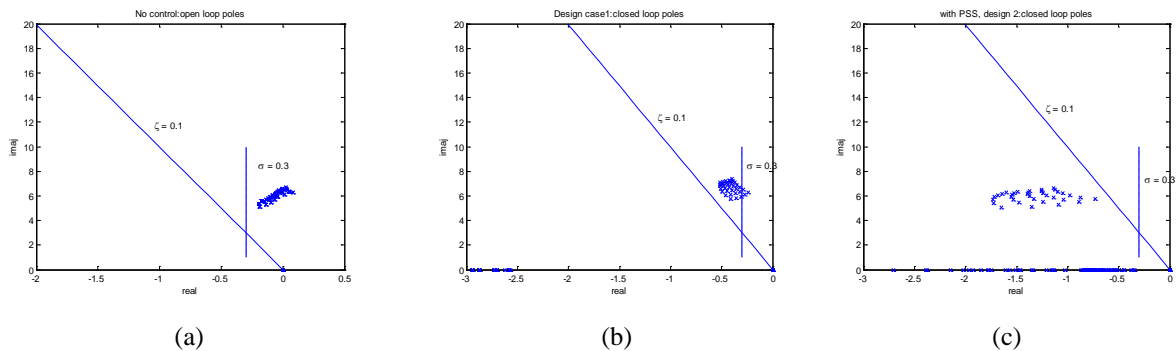 No control:open loop poles
20
18
16
14
12
10
8
6
4
2
0
imaj
ζ = 0.1
σ = 0.3
-2
-1.5
-1
-0.5
0
0.5
real
(a)
Design case1:closed loop poles
20
18
16
14
12
10
8
6
4
2
0
imaj
ζ = 0.1
σ = 0.3
-3
-2.5
-2
-1.5
-1
-0.5
0
real
(b)
with PSS, design 2:closed loop poles
20
18
16
14
12
10
8
6
4
2
0
imaj
ζ = 0.1
σ = 0.3
-3
-2.5
-2
-1.5
-1
-0.5
0
real
(c)